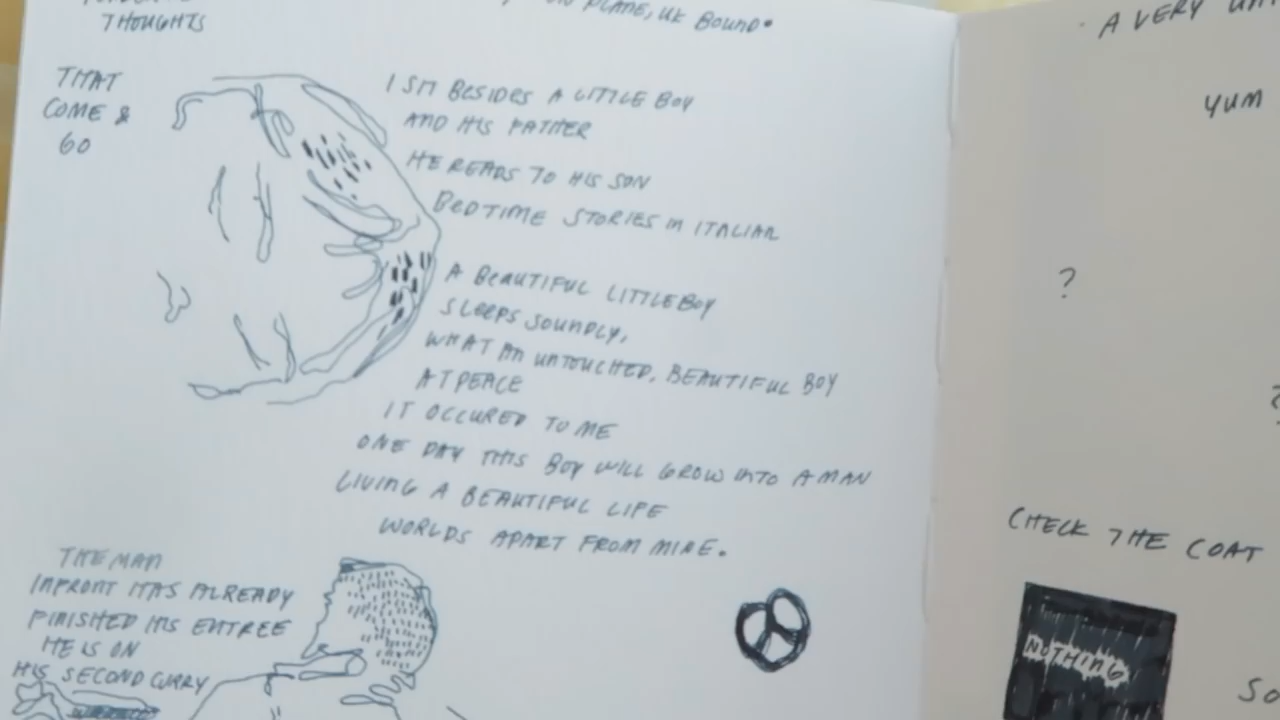 THOUGHTS
THAT
COME &
GO
PLANE, UK BOUND.
I SIT BESIDES A LITTLE BOY
AND HIS FATHER
HE READS TO HIS SON
BEDTIME STORIES IN ITALIAN
A BEAUTIFUL LITTLE BOY
SLEEPS SOUNDLY,
WHAT AN UNTOUCHED, BEAUTIFUL BOY
AT PEACE
IT OCCURED TO ME
ONE DAY THIS BOY WILL GROW INTO A MAN
LIVING A BEAUTIFUL LIFE
WORLDS APART FROM MINE.
THE MAN
INFRONT HAS ALREADY
FINISHED HIS ENTREE
HE IS ON
HIS SECOND CURRY
A VERY
YUM
?
CHECK THE COAT
NOTHING
SO